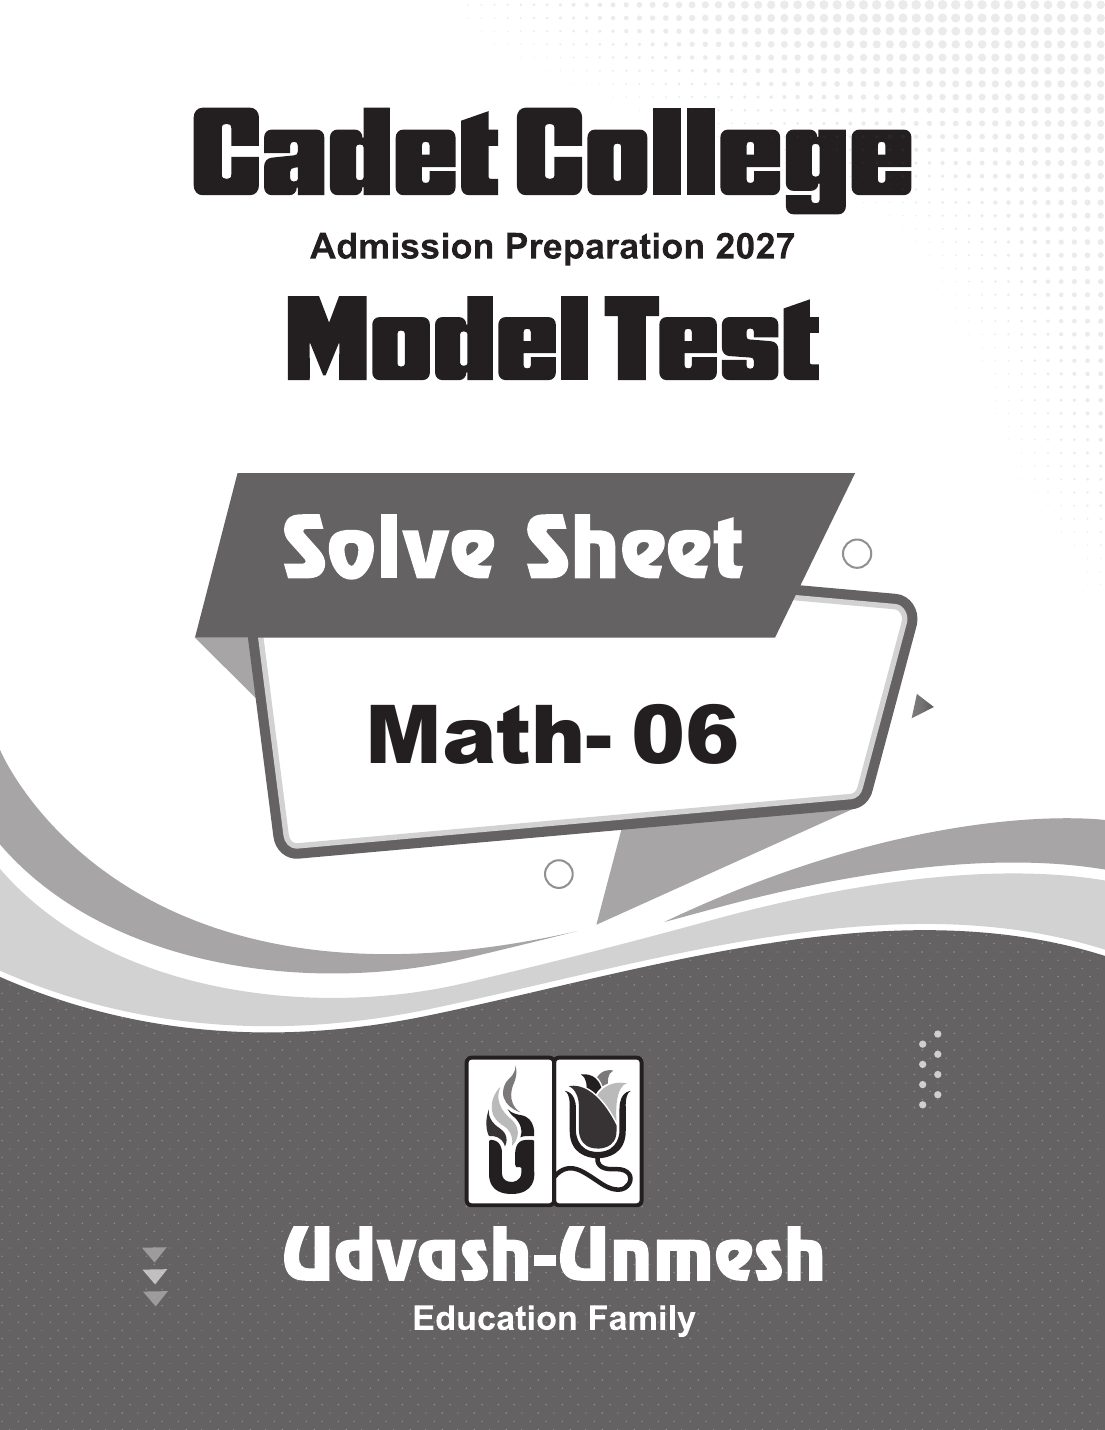 Cadet College
Admission Preparation 2027
Model Test
Solve Sheet
Math- 06
Udvash-Unmesh
Education Family